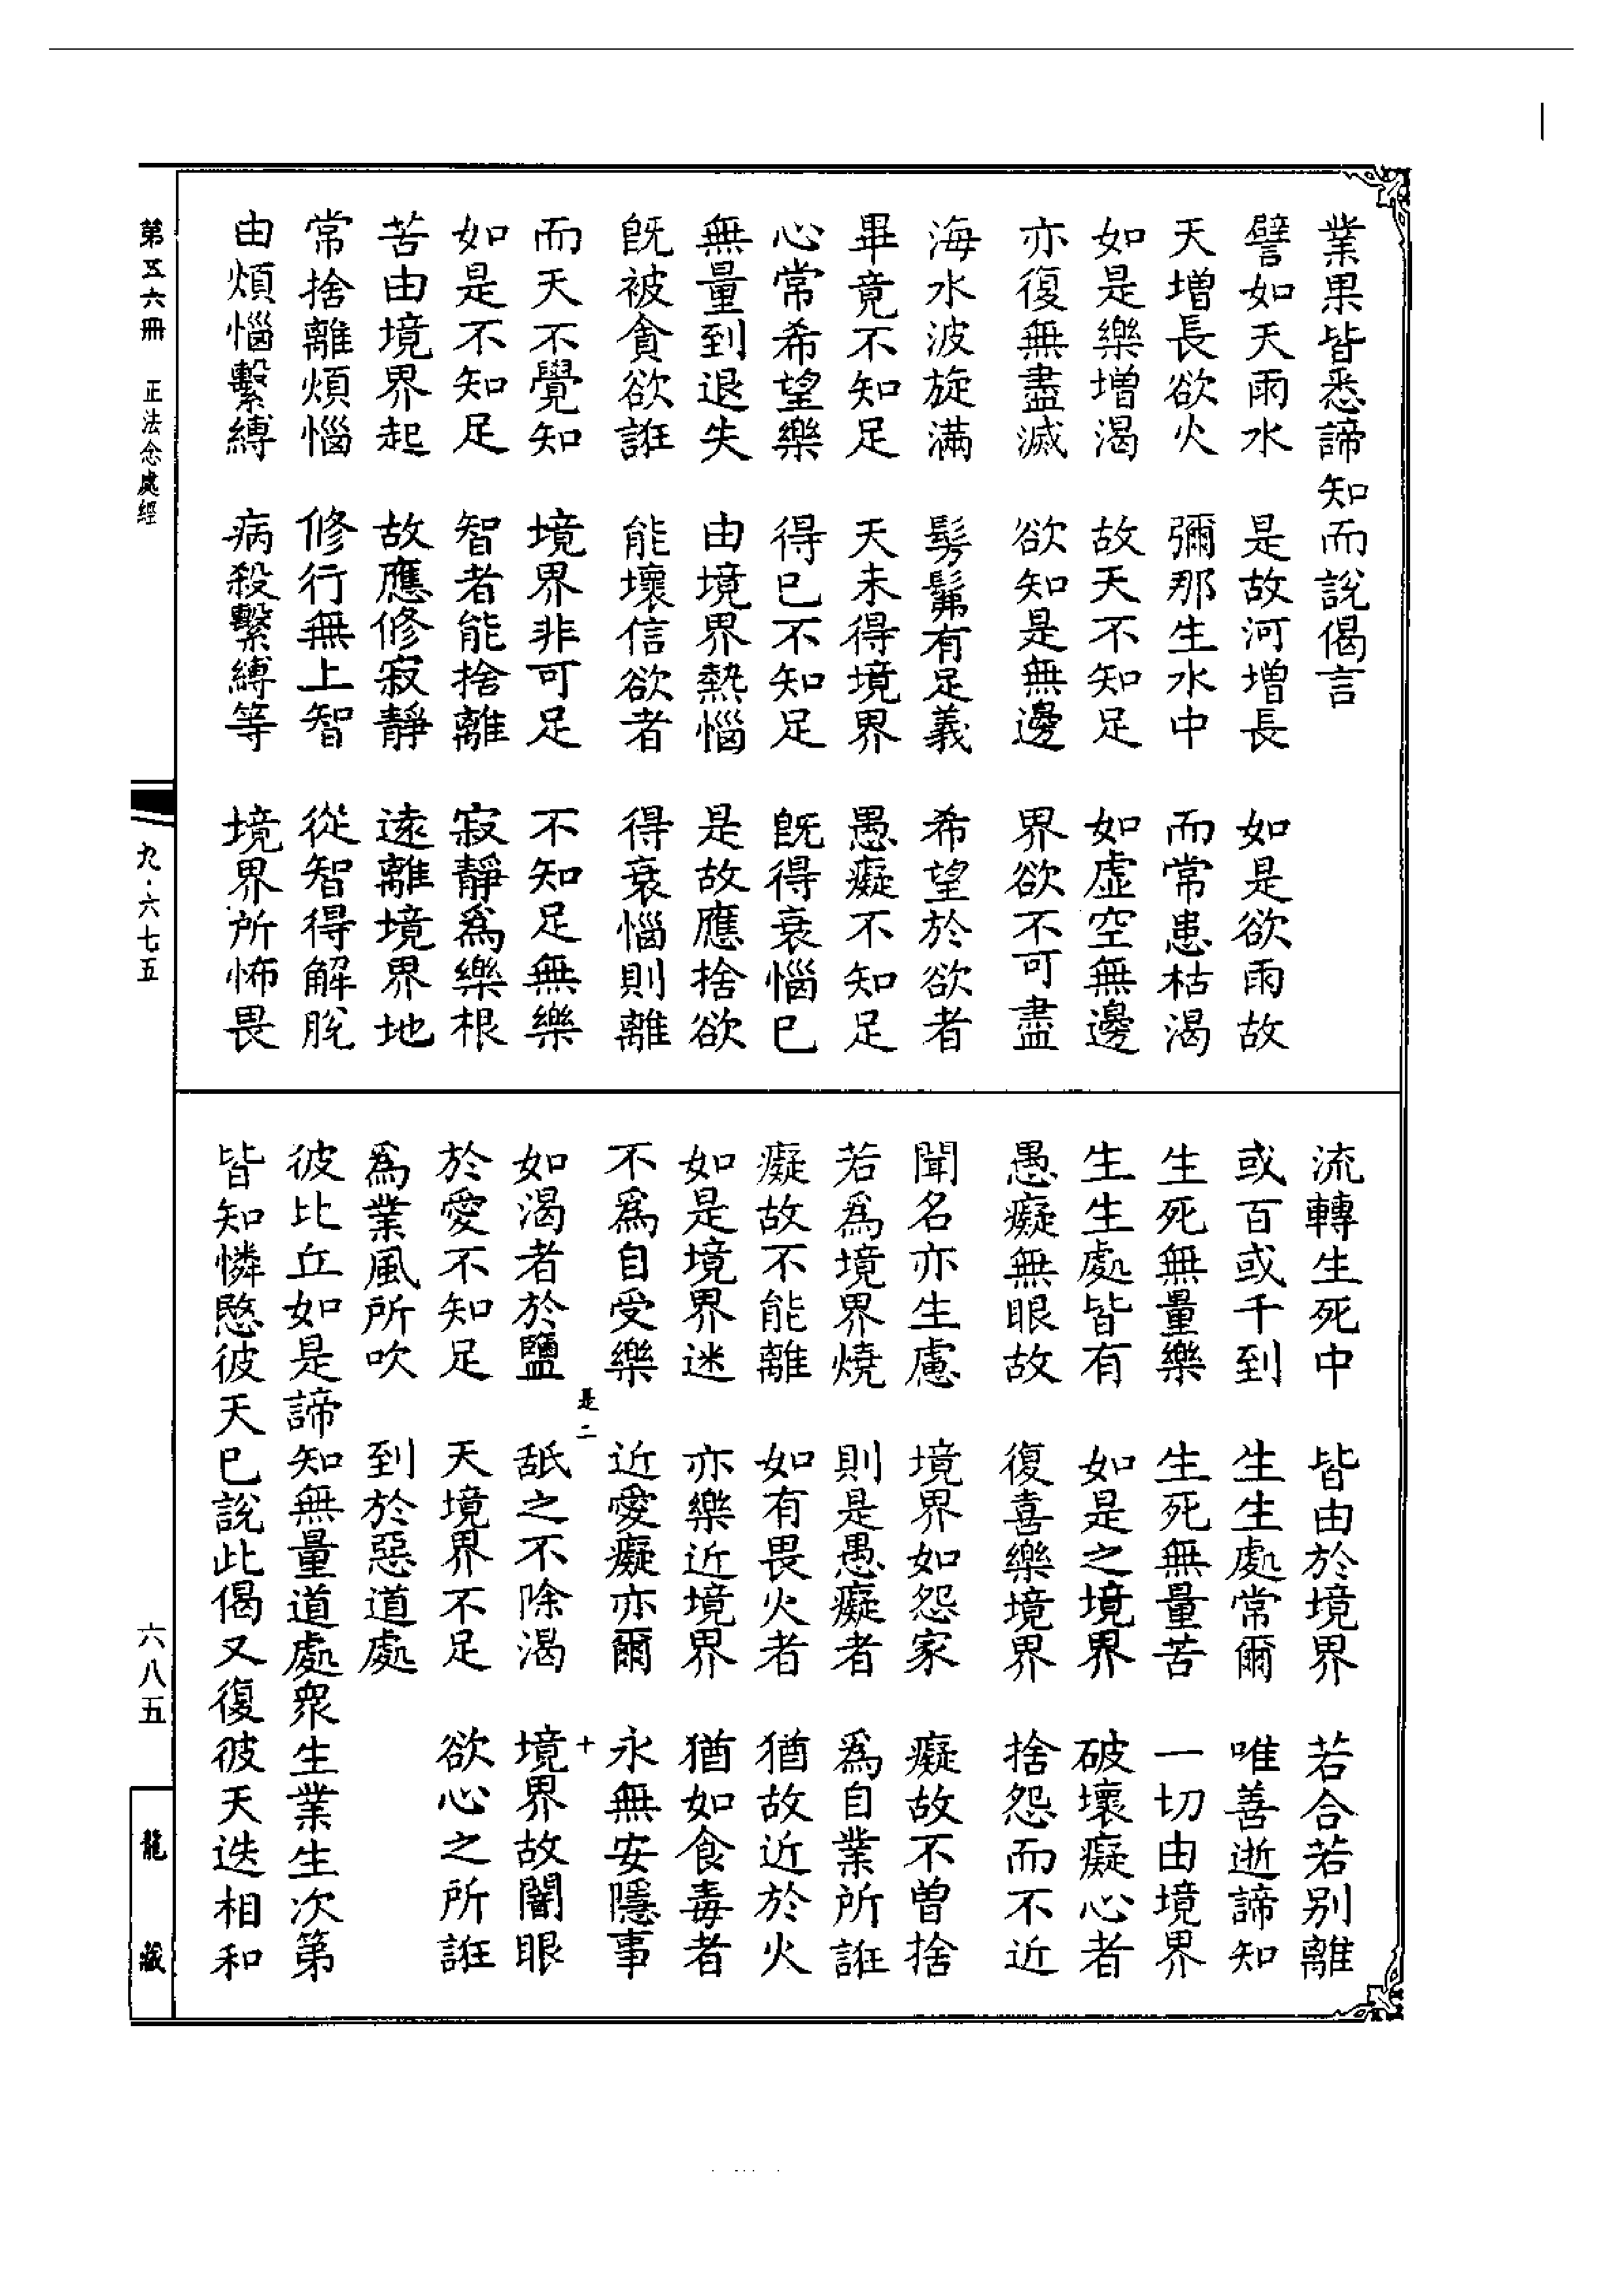 業果皆悉諦知而說偈言
譬如天雨水　是故河增長　如是欲雨故
天增長欲火　彌那生水中　而常患枯渴
如是樂增渴　故天不知足　如虛空無邊
亦復無盡滅　欲知是無邊　界欲不可盡
海水波旋滿　髣髴有足義　希望於欲者
畢竟不知足　天未得境界　愚癡不知足
心常希望樂　得已不知足　旣得衰惱已
無量到退失　由境界熱惱　是故應捨欲
旣被貪欲誑　能壞信欲者　得衰惱則離
而天不覺知　境界非可足　不知足無樂
如是不知足　智者能捨離　寂靜爲樂根
苦由境界起　故應修寂靜　遠離境界地
常捨離煩惱　修行無上智　從智得解脫
由煩惱繫縛　病殺繫縛等　境界所怖畏
流轉生死中　皆由於境界　若合若別離
或百或千到　生生處常爾　唯善逝諦知
生死無量樂　生死無量苦　一切由境界
生生處皆有　如是之境界　破壞癡心者
愚癡無眼故　復喜樂境界　捨怨而不近
聞名亦生慮　境界如怨家　癡故不曾捨
若爲境界燒　則是愚癡者　爲自業所誑
癡故不能離　如有畏火者　猶故近於火
如是境界迷　亦樂近境界　猶如食毒者
不爲自受樂　近愛癡亦爾　永無安隱事
是二　十
如渴者於鹽　舐之不除渴　境界故闇眼
於愛不知足　天境界不足　欲心之所誑
爲業風所吹　到於惡道處
彼比丘如是諦知無量道處眾生業生次第
皆知憐愍彼天已說此偈又復彼天迭相和
第五六冊　正法念處經
九·六七五
六八五
龍藏